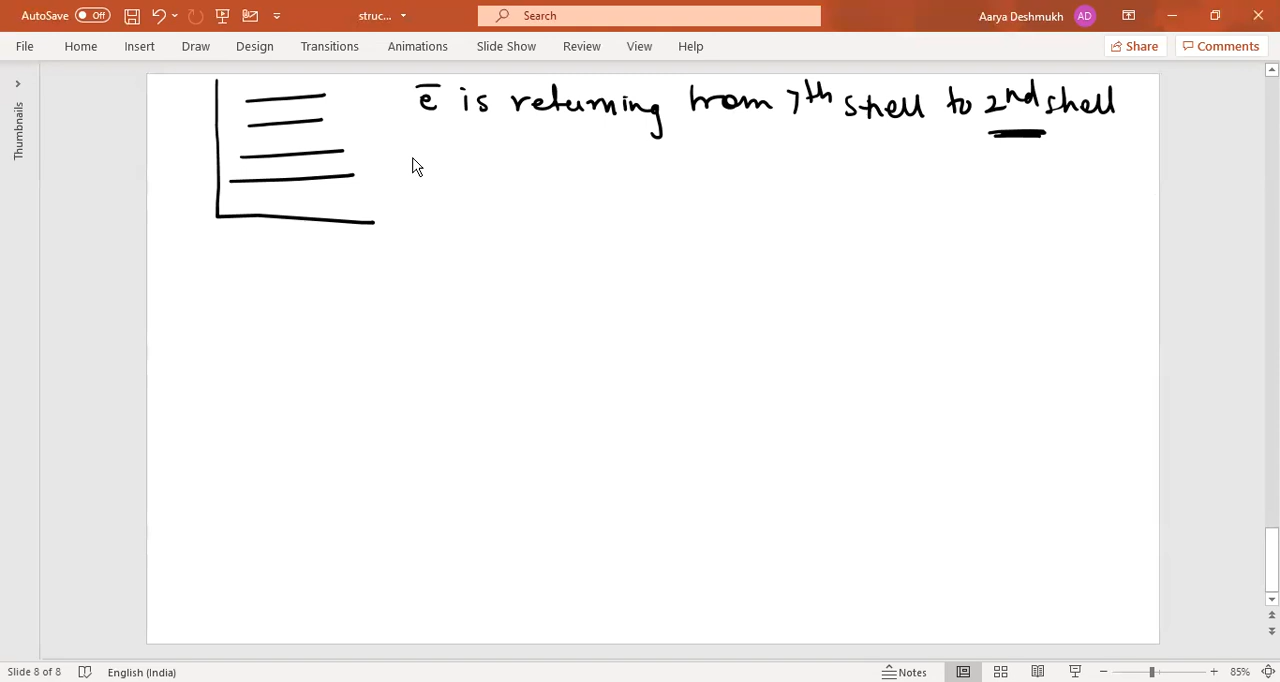 AutoSave Off struc... Search Aarya Deshmukh AD
File Home Insert Draw Design Transitions Animations Slide Show Review View Help Share Comments
Thumbnails
e̅ is returning from 7th shell to 2nd shell
Slide 8 of 8 English (India) Notes 85%